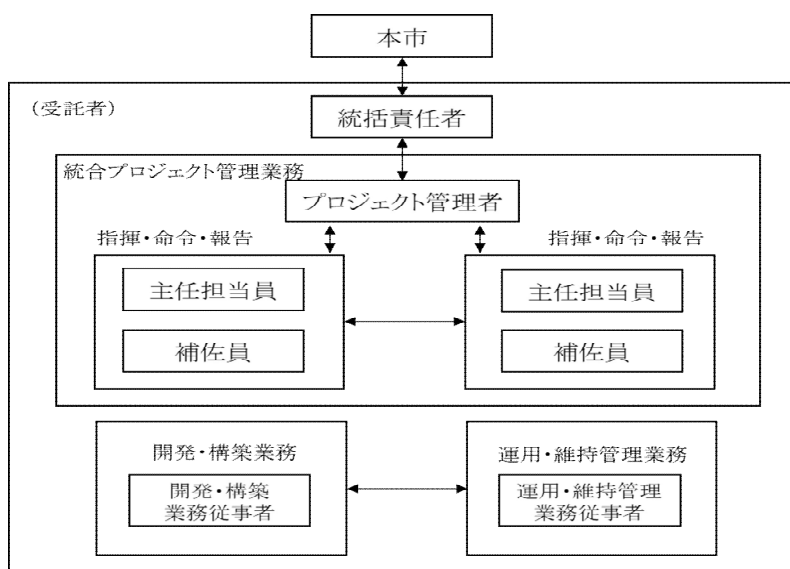 本市
(受託者)
統括責任者
統合プロジェクト管理業務
プロジェクト管理者
指揮・命令・報告
指揮・命令・報告
主任担当員
補佐員
主任担当員
補佐員
開発・構築業務
開発・構築
業務従事者
運用・維持管理業務
運用・維持管理
業務従事者